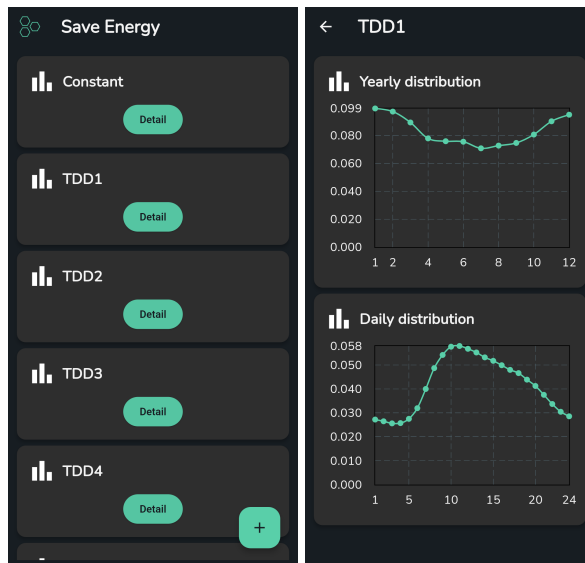 Save Energy
Constant
Detail
TDD1
Detail
TDD2
Detail
TDD3
Detail
TDD4
Detail
+
TDD1
Yearly distribution
0.099
0.080
0.060
0.040
0.020
0.000
1 2 4 6 8 10 12
Daily distribution
0.058
0.050
0.040
0.030
0.020
0.010
0.000
1 5 10 15 20 24